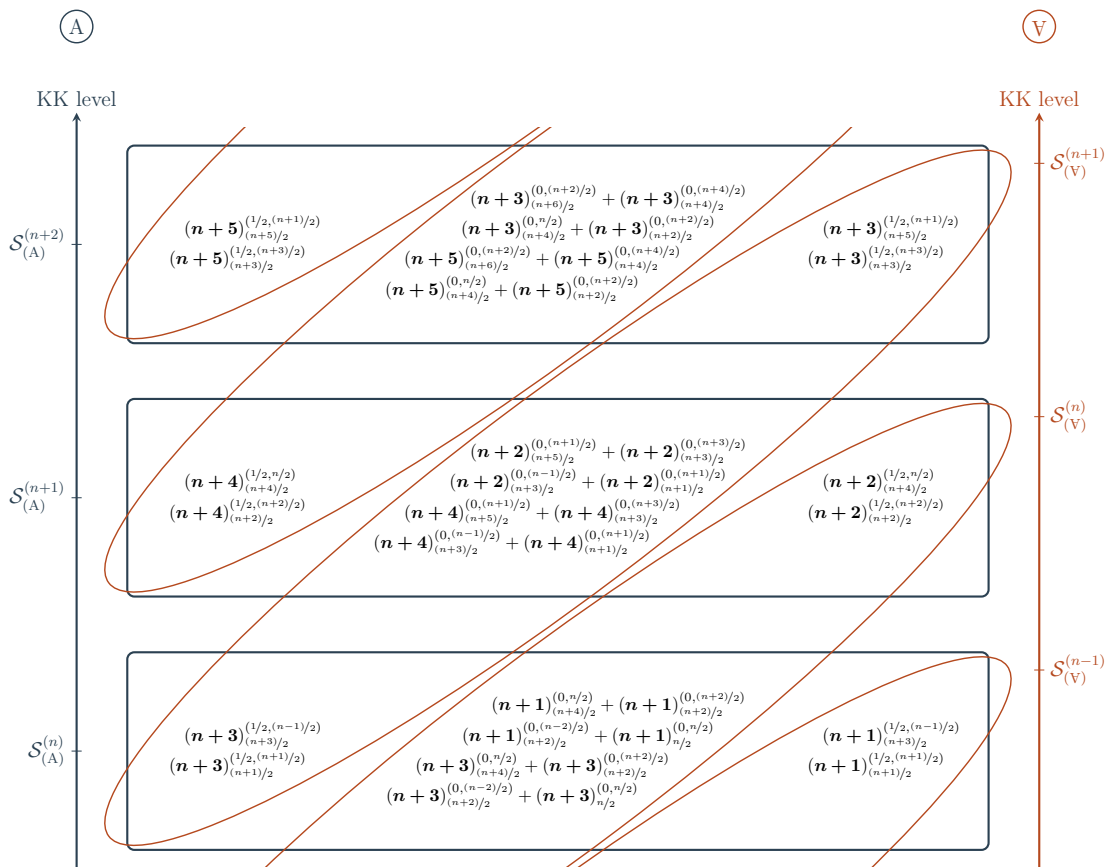 Ⓐ Ɐ
KK level KK level
$\mathcal{S}_{(\forall)}^{(n+1)}$
$(n+3)_{(n+6)/2}^{(0,(n+2)/2)} + (n+3)_{(n+4)/2}^{(0,(n+4)/2)}$
$(n+5)_{(n+5)/2}^{(1/2,(n+1)/2)}$ $(n+3)_{(n+4)/2}^{(0,n/2)} + (n+3)_{(n+2)/2}^{(0,(n+2)/2)}$ $(n+3)_{(n+5)/2}^{(1/2,(n+1)/2)}$
$\mathcal{S}_{(A)}^{(n+2)}$
$(n+5)_{(n+3)/2}^{(1/2,(n+3)/2)}$ $(n+5)_{(n+6)/2}^{(0,(n+2)/2)} + (n+5)_{(n+4)/2}^{(0,(n+4)/2)}$ $(n+3)_{(n+3)/2}^{(1/2,(n+3)/2)}$
$(n+5)_{(n+4)/2}^{(0,n/2)} + (n+5)_{(n+2)/2}^{(0,(n+2)/2)}$
$\mathcal{S}_{(\forall)}^{(n)}$
$(n+2)_{(n+5)/2}^{(0,(n+1)/2)} + (n+2)_{(n+3)/2}^{(0,(n+3)/2)}$
$(n+4)_{(n+4)/2}^{(1/2,n/2)}$ $(n+2)_{(n+3)/2}^{(0,(n-1)/2)} + (n+2)_{(n+1)/2}^{(0,(n+1)/2)}$ $(n+2)_{(n+4)/2}^{(1/2,n/2)}$
$\mathcal{S}_{(A)}^{(n+1)}$
$(n+4)_{(n+2)/2}^{(1/2,(n+2)/2)}$ $(n+4)_{(n+5)/2}^{(0,(n+1)/2)} + (n+4)_{(n+3)/2}^{(0,(n+3)/2)}$ $(n+2)_{(n+2)/2}^{(1/2,(n+2)/2)}$
$(n+4)_{(n+3)/2}^{(0,(n-1)/2)} + (n+4)_{(n+1)/2}^{(0,(n+1)/2)}$
$\mathcal{S}_{(\forall)}^{(n-1)}$
$(n+1)_{(n+4)/2}^{(0,n/2)} + (n+1)_{(n+2)/2}^{(0,(n+2)/2)}$
$(n+3)_{(n+3)/2}^{(1/2,(n-1)/2)}$ $(n+1)_{(n+2)/2}^{(0,(n-2)/2)} + (n+1)_{n/2}^{(0,n/2)}$ $(n+1)_{(n+3)/2}^{(1/2,(n-1)/2)}$
$\mathcal{S}_{(A)}^{(n)}$
$(n+3)_{(n+1)/2}^{(1/2,(n+1)/2)}$ $(n+3)_{(n+4)/2}^{(0,n/2)} + (n+3)_{(n+2)/2}^{(0,(n+2)/2)}$ $(n+1)_{(n+1)/2}^{(1/2,(n+1)/2)}$
$(n+3)_{(n+2)/2}^{(0,(n-2)/2)} + (n+3)_{n/2}^{(0,n/2)}$